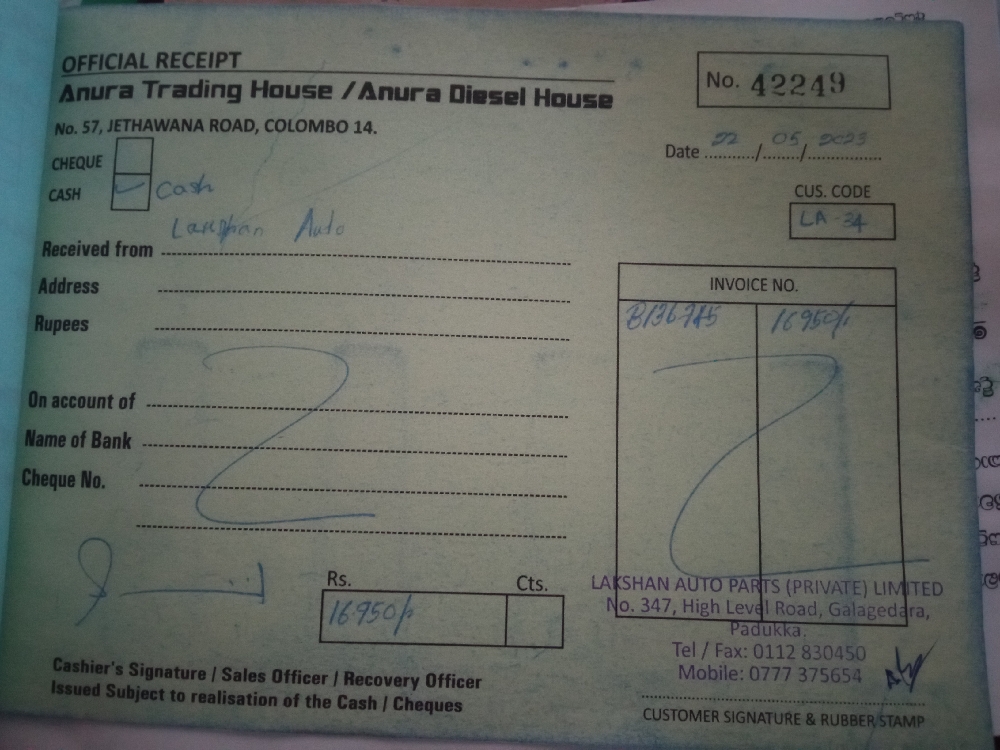 OFFICIAL RECEIPT
Anura Trading House / Anura Diesel House
No. 57, JETHAWANA ROAD, COLOMBO 14.
No. 42249
Date 22/05/2023
CHEQUE
CASH ✓ Cash
CUS. CODE
LA-34
Received from Lakshan Auto
Address
Rupees
On account of
Name of Bank
Cheque No.
INVOICE NO.
B136745 16950/-
Rs. Cts.
16950/-
Cashier's Signature / Sales Officer / Recovery Officer
Issued Subject to realisation of the Cash / Cheques
LAKSHAN AUTO PARTS (PRIVATE) LIMITED
No. 347, High Level Road, Galagedara,
Padukka.
Tel / Fax: 0112 830450
Mobile: 0777 375654
CUSTOMER SIGNATURE & RUBBER STAMP